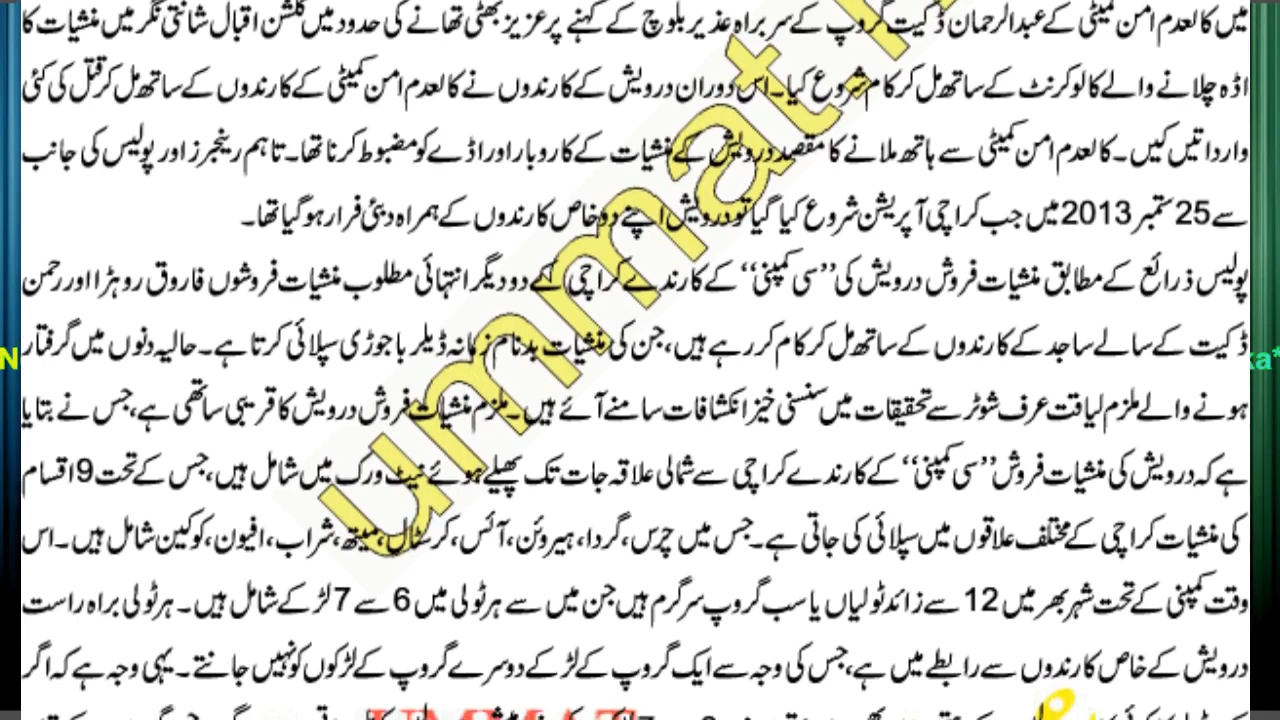 میں کالعدم امن کمیٹی کے عبدالرحمان ڈکیت گروپ کے سربراہ عذیر بلوچ کے کہنے پر عزیز بھٹی تھانے کی حدود میں گلشن اقبال شانتی نگر میں منشیات کا
اڈہ چلانے والے کالو کرنٹ کے ساتھ مل کر کام شروع کیا۔ اس دوران درویش کے کارندوں نے کالعدم امن کمیٹی کے کارندوں کے ساتھ مل کر قتل کی کئی
وارداتیں کیں۔ کالعدم امن کمیٹی سے ہاتھ ملانے کا مقصد درویش کے منشیات کے کاروبار اور اڈے کو مضبوط کرنا تھا۔ تاہم رینجرز اور پولیس کی جانب
سے 25 ستمبر 2013 میں جب کراچی آپریشن شروع کیا گیا تو درویش اپنے دو خاص کارندوں کے ہمراہ دبئی فرار ہو گیا تھا۔
پولیس ذرائع کے مطابق منشیات فروش درویش کی ’’سی کمپنی‘‘ کے کارندے کراچی کے دو دیگر انتہائی مطلوب منشیات فروشوں فاروق روہڑا اور رحمن
ڈکیت کے سالے ساجد کے کارندوں کے ساتھ مل کر کام کر رہے ہیں، جن کی منشیات بدنام زمانہ ڈیلر باجوڑی سپلائی کرتا ہے۔ حالیہ دنوں میں گرفتار
ہونے والے ملزم لیاقت عرف شوٹر سے تحقیقات میں سنسنی خیز انکشافات سامنے آئے ہیں۔ ملزم منشیات فروش درویش کا قریبی ساتھی ہے، جس نے بتایا
ہے کہ درویش کی منشیات فروش ’’سی کمپنی‘‘ کے کارندے کراچی سے شمالی علاقہ جات تک پھیلے ہوئے نیٹ ورک میں شامل ہیں، جس کے تحت 9 اقسام
کی منشیات کراچی کے مختلف علاقوں میں سپلائی کی جاتی ہے۔ جس میں چرس، گردا، ہیروئن، آئس، کرسٹال، میتھ، شراب، افیون، کوکین شامل ہیں۔ اس
وقت کمپنی کے تحت شہر بھر میں 12 سے زائد ٹولیاں یا سب گروپ سرگرم ہیں جن میں سے ہر ٹولی میں 6 سے 7 لڑکے شامل ہیں۔ ہر ٹولی براہ راست
درویش کے خاص کارندوں سے رابطے میں ہے، جس کی وجہ سے ایک گروپ کے لڑکے دوسرے گروپ کے لڑکوں کو نہیں جانتے۔ یہی وجہ ہے کہ اگر
ummat.
N
ka*